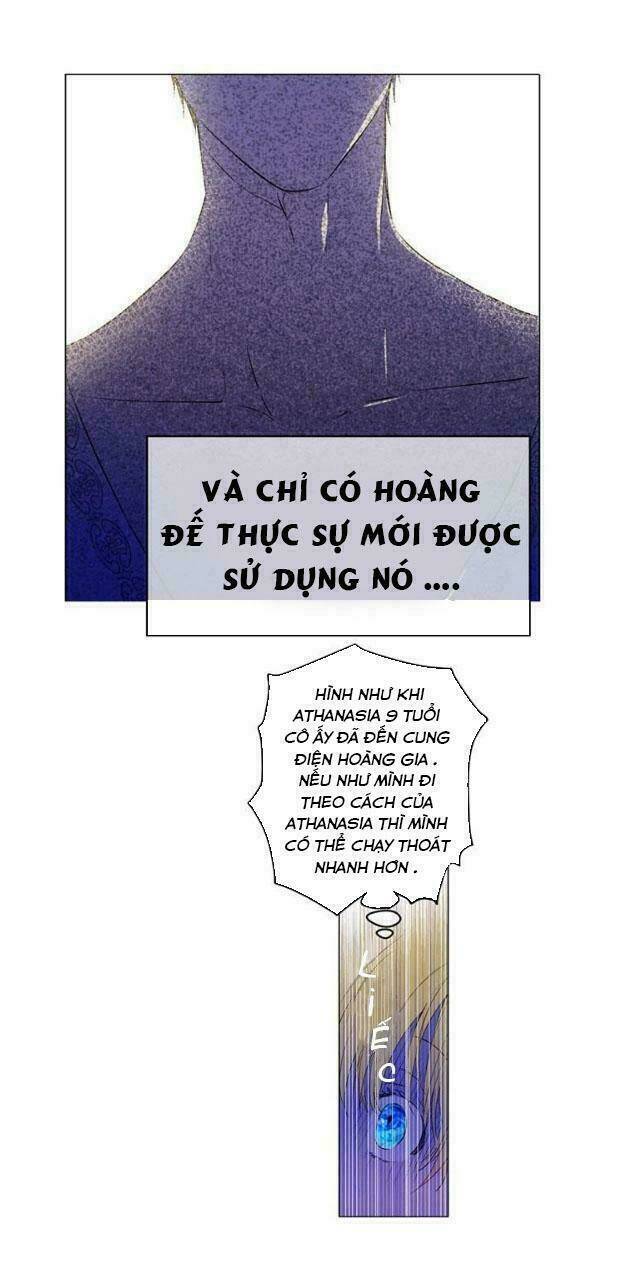 VÀ CHỈ CÓ HOÀNG
ĐẾ THỰC SỰ MỚI ĐƯỢC
SỬ DỤNG NÓ ....
HÌNH NHƯ KHI
ATHANASIA 9 TUỔI
CÔ ẤY ĐÃ ĐẾN CUNG
ĐIỆN HOÀNG GIA .
NẾU NHƯ MÌNH ĐI
THEO CÁCH CỦA
ATHANASIA THÌ MÌNH
CÓ THỂ CHẠY THOÁT
NHANH HƠN .
LIẾC